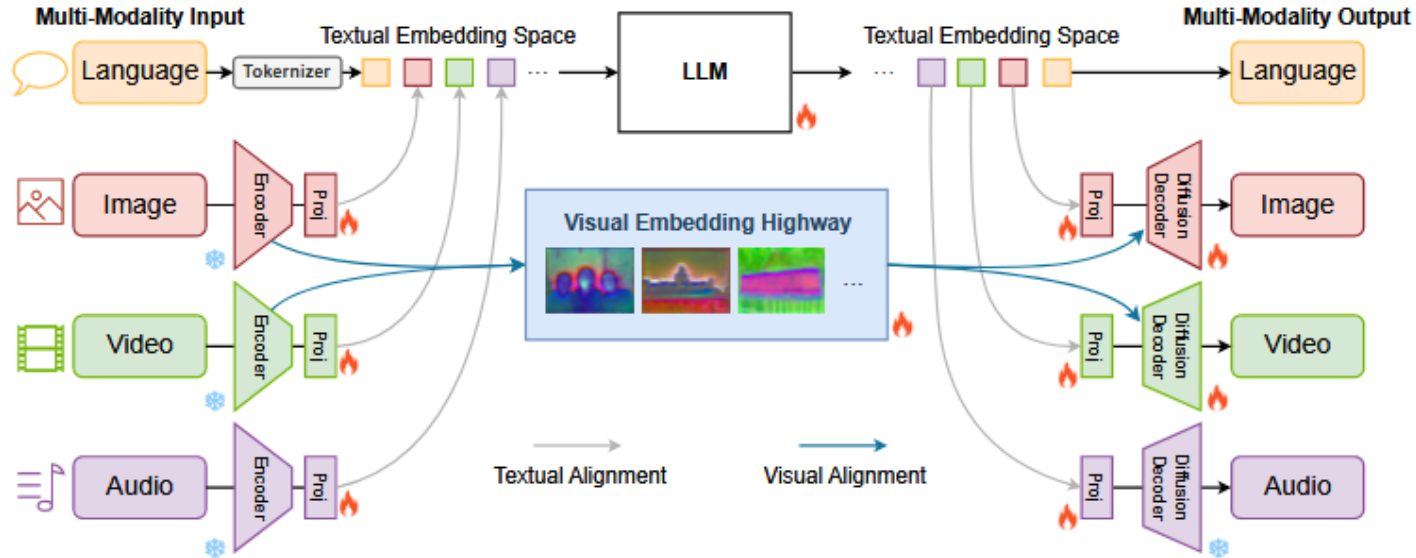 Multi-Modality Input
Multi-Modality Output
Textual Embedding Space
Textual Embedding Space
Language
Tokernizer
...
LLM
...
Language
Image
Encoder
Proj
Visual Embedding Highway
...
Proj
Diffusion
Decoder
Image
Video
Encoder
Proj
Proj
Diffusion
Decoder
Video
Textual Alignment
Visual Alignment
Audio
Encoder
Proj
Proj
Diffusion
Decoder
Audio